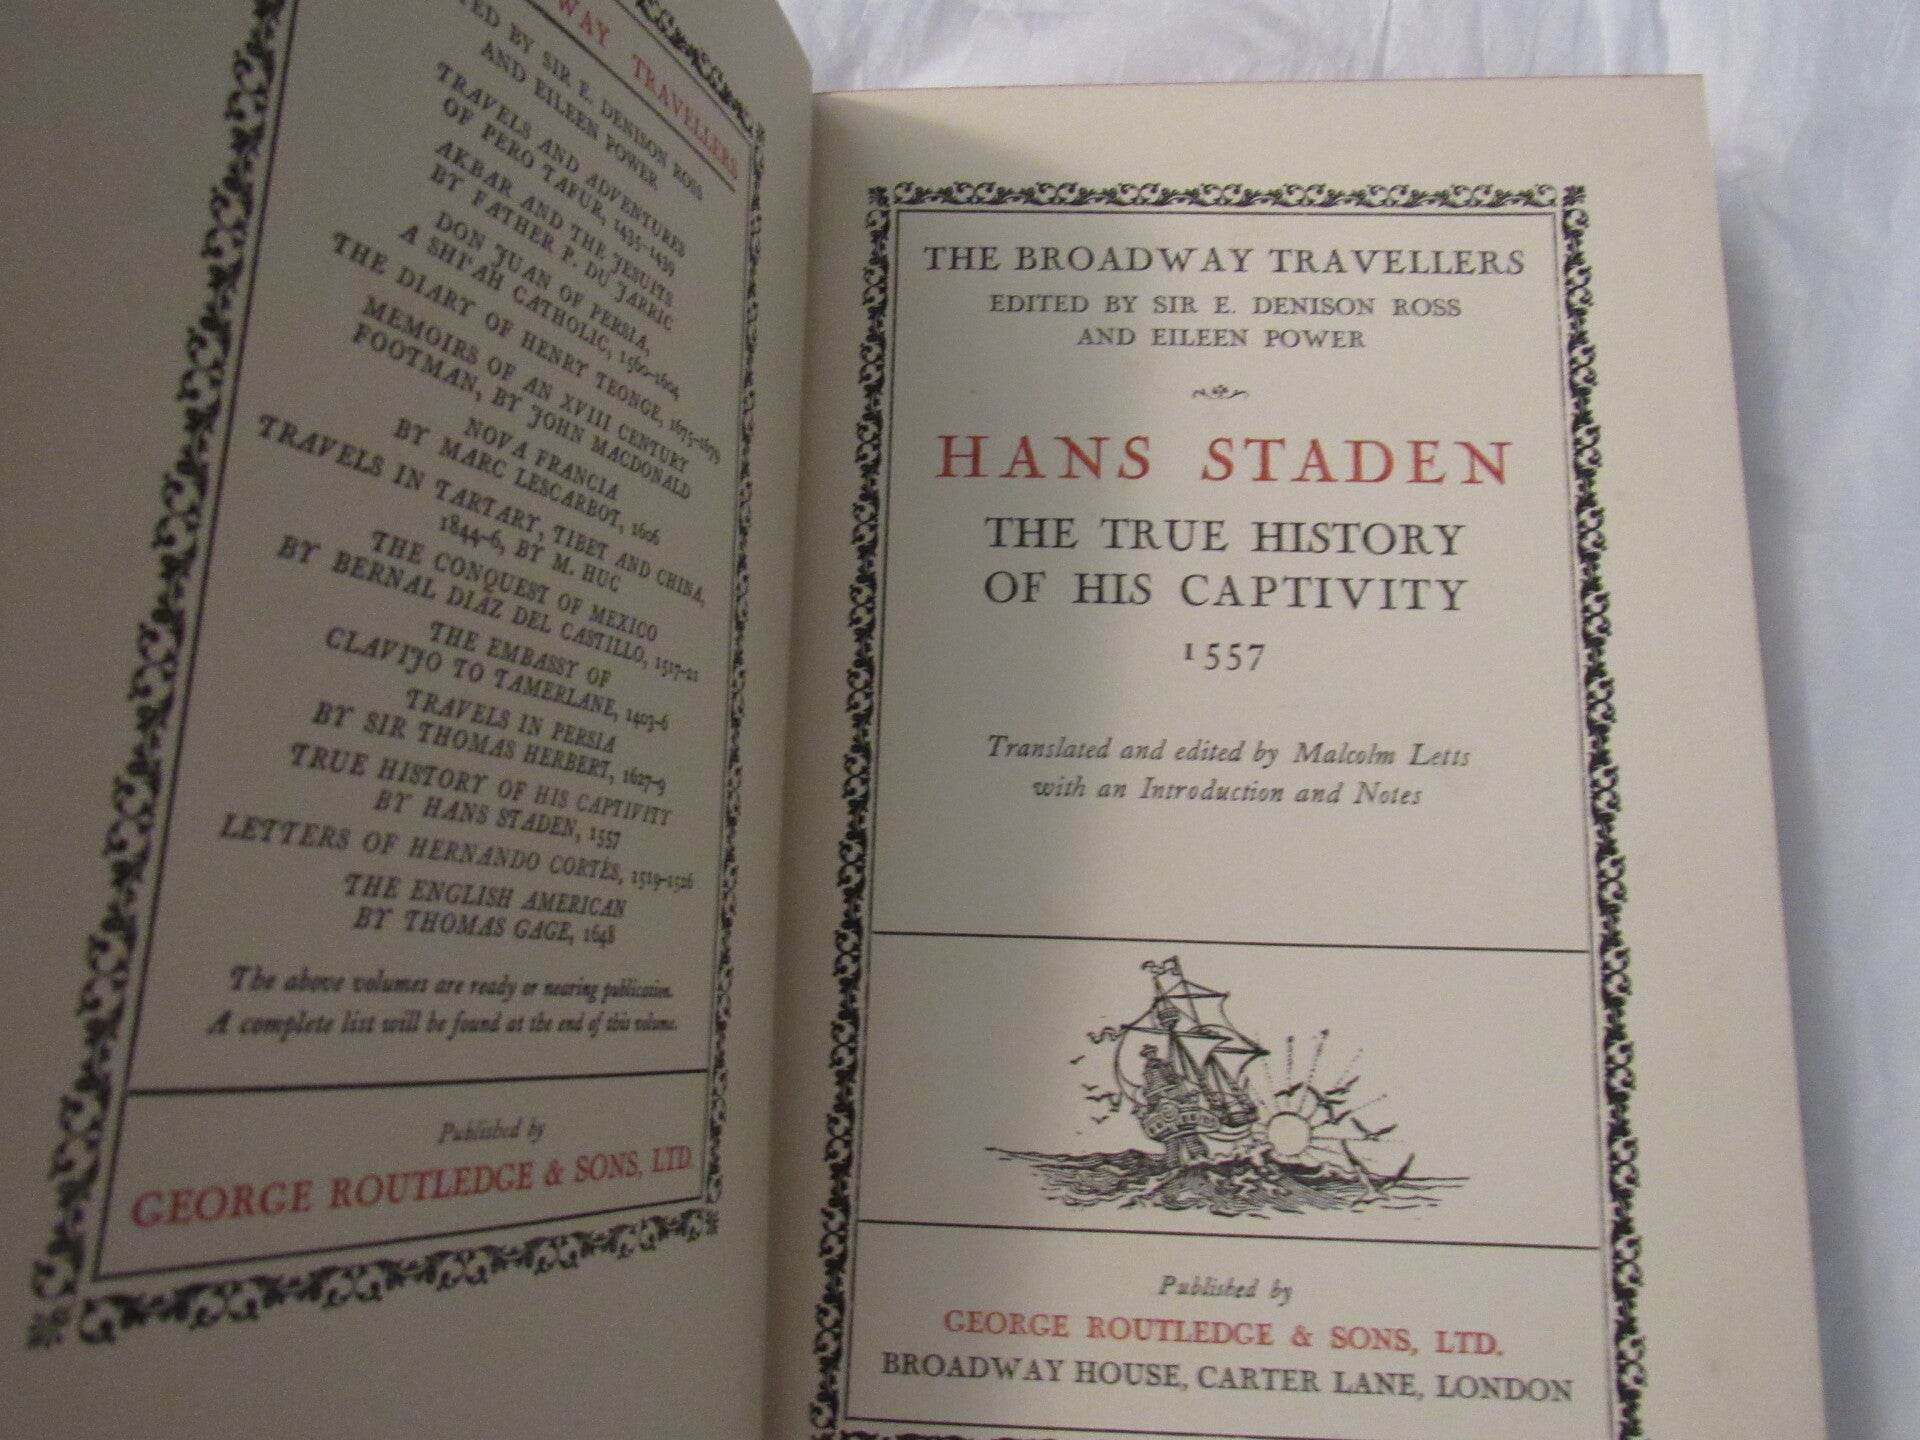 WAY TRAVELLERS
TED BY SIR E. DENISON ROSS
AND EILEEN POWER
TRAVELS AND ADVENTURES
OF PERO TAFUR, 1435-1439
AKBAR AND THE JESUITS
BY FATHER P. DU JARRIC
DON JUAN OF PERSIA,
A SHI'AH CATHOLIC, 1560-1604
THE DIARY OF HENRY TEONGE, 1675-1679
MEMOIRS OF AN XVIII CENTURY
FOOTMAN, BY JOHN MACDONALD
NOVA FRANCIA
BY MARC LESCARBOT, 1606
TRAVELS IN TARTARY, TIBET AND CHINA,
1844-6, BY M. HUC
THE CONQUEST OF MEXICO
BY BERNAL DIÁZ DEL CASTILLO, 1517-21
THE EMBASSY OF
CLAVIJO TO TAMERLANE, 1403-6
TRAVELS IN PERSIA
BY SIR THOMAS HERBERT, 1627-9
TRUE HISTORY OF HIS CAPTIVITY
BY HANS STADEN, 1557
LETTERS OF HERNANDO CORTÉS, 1519-1526
THE ENGLISH AMERICAN
BY THOMAS GAGE, 1648
The above volumes are ready or nearing publication.
A complete list will be found at the end of this volume.
Published by
GEORGE ROUTLEDGE & SONS, LTD.
THE BROADWAY TRAVELLERS
EDITED BY SIR E. DENISON ROSS
AND EILEEN POWER
HANS STADEN
THE TRUE HISTORY
OF HIS CAPTIVITY
1557
Translated and edited by Malcolm Letts
with an Introduction and Notes
Published by
GEORGE ROUTLEDGE & SONS, LTD.
BROADWAY HOUSE, CARTER LANE, LONDON